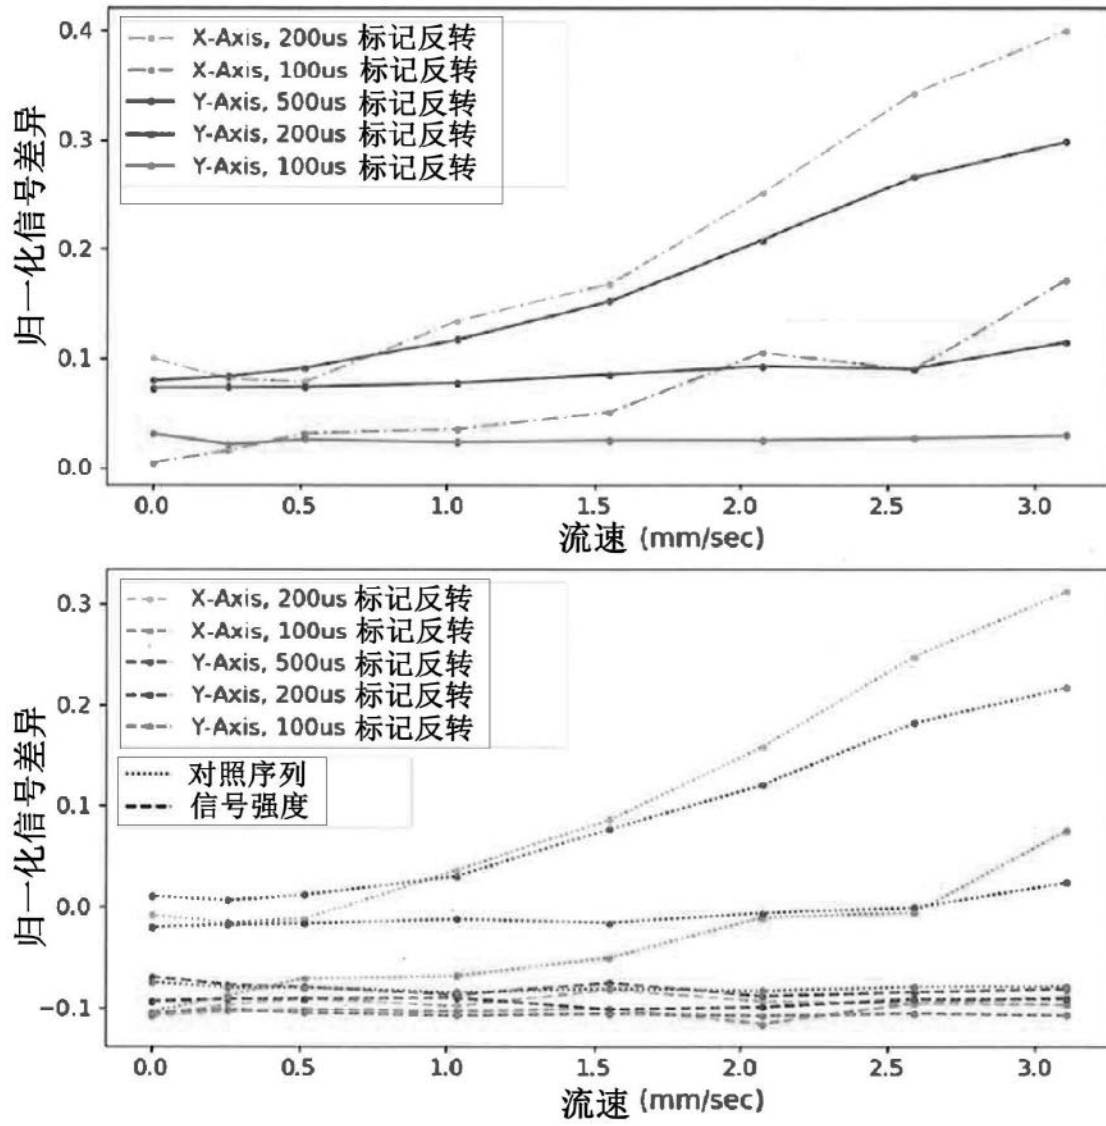 0.4
0.3
0.2
0.1
0.0
归一化信号差异
X-Axis, 200us 标记反转
X-Axis, 100us 标记反转
Y-Axis, 500us 标记反转
Y-Axis, 200us 标记反转
Y-Axis, 100us 标记反转
0.0 0.5 1.0 1.5 2.0 2.5 3.0
流速 (mm/sec)
0.3
0.2
0.1
0.0
−0.1
归一化信号差异
X-Axis, 200us 标记反转
X-Axis, 100us 标记反转
Y-Axis, 500us 标记反转
Y-Axis, 200us 标记反转
Y-Axis, 100us 标记反转
对照序列
信号强度
0.0 0.5 1.0 1.5 2.0 2.5 3.0
流速 (mm/sec)